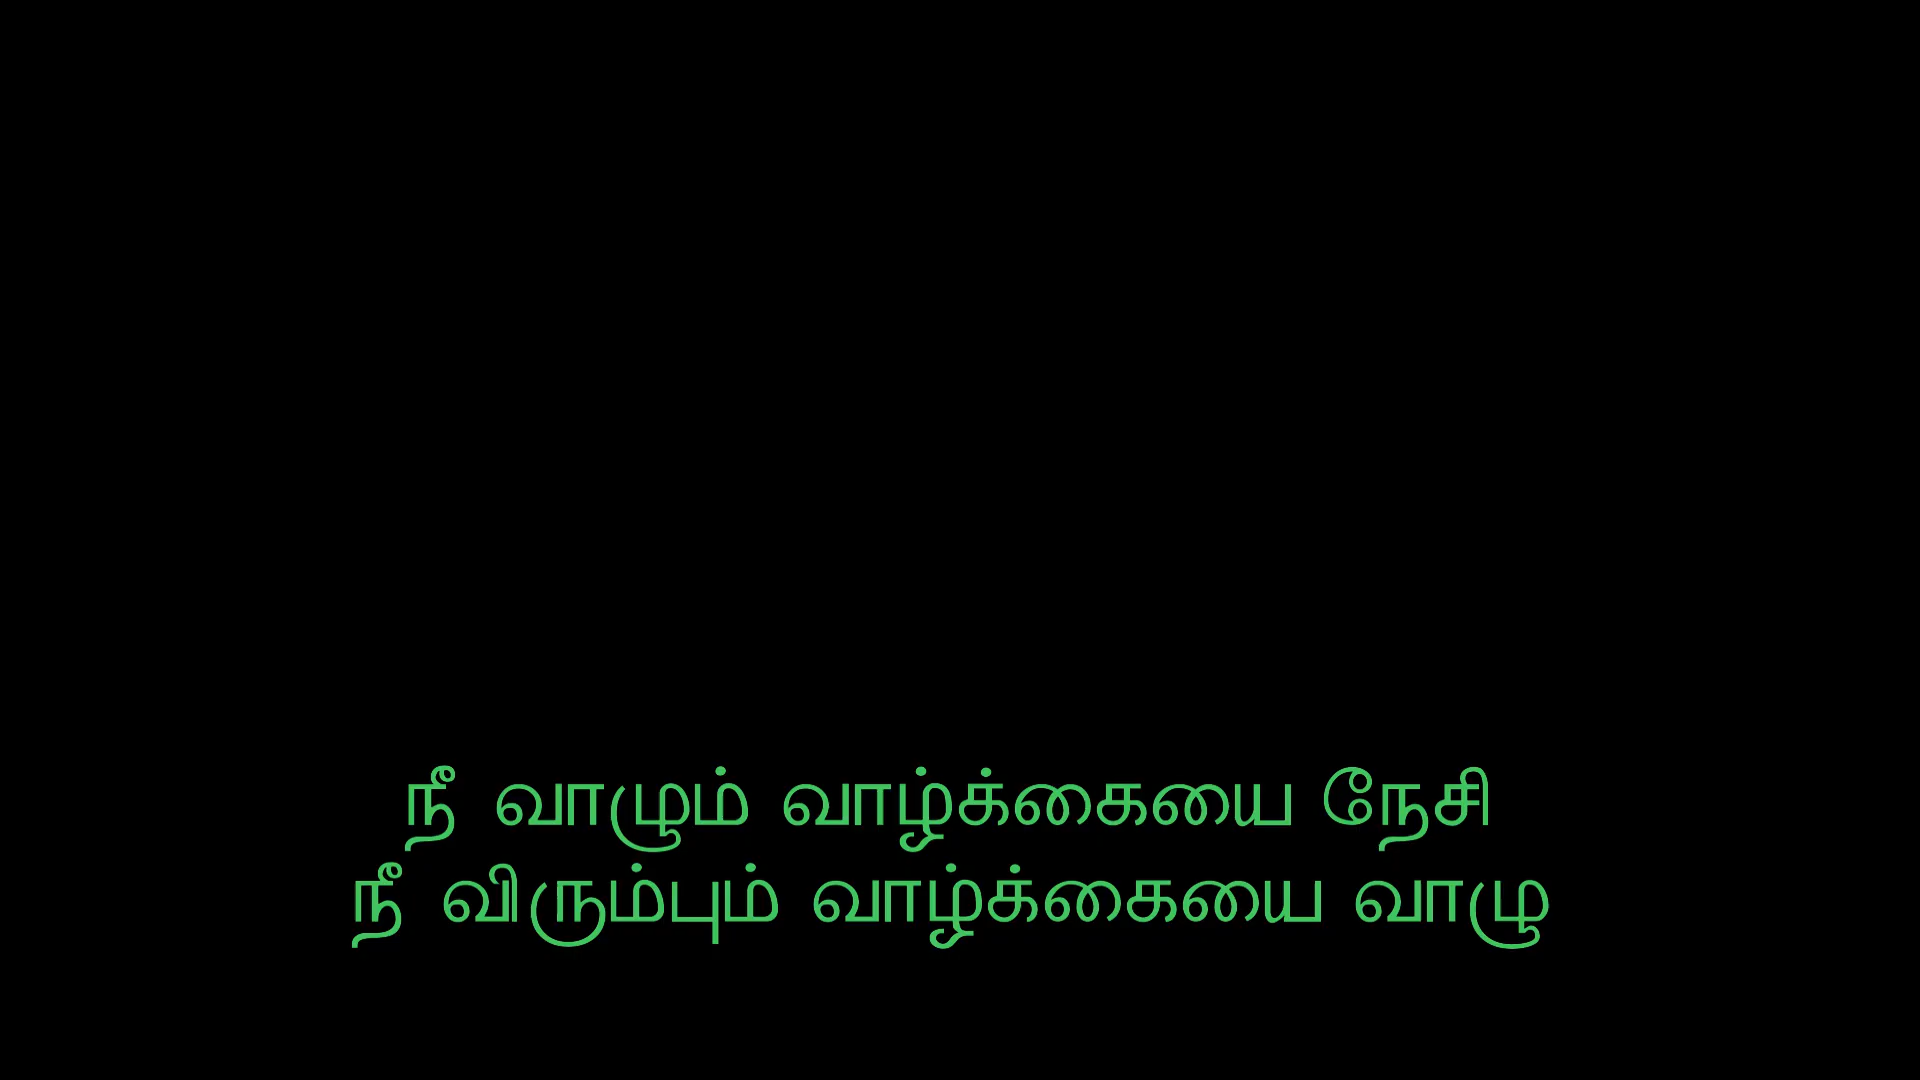 நீ வாழும் வாழ்க்கையை நேசி
நீ விரும்பும் வாழ்க்கையை வாழு